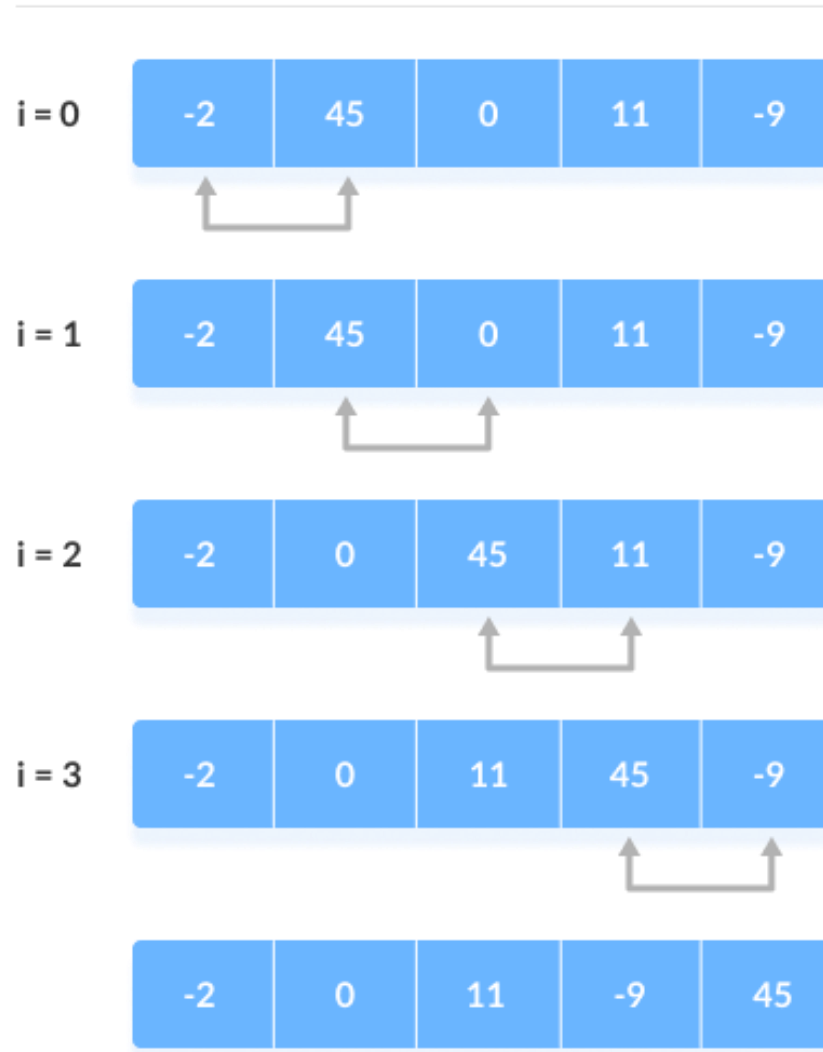 i = 0 -2 45 0 11 -9
i = 1 -2 45 0 11 -9
i = 2 -2 0 45 11 -9
i = 3 -2 0 11 45 -9
-2 0 11 -9 45